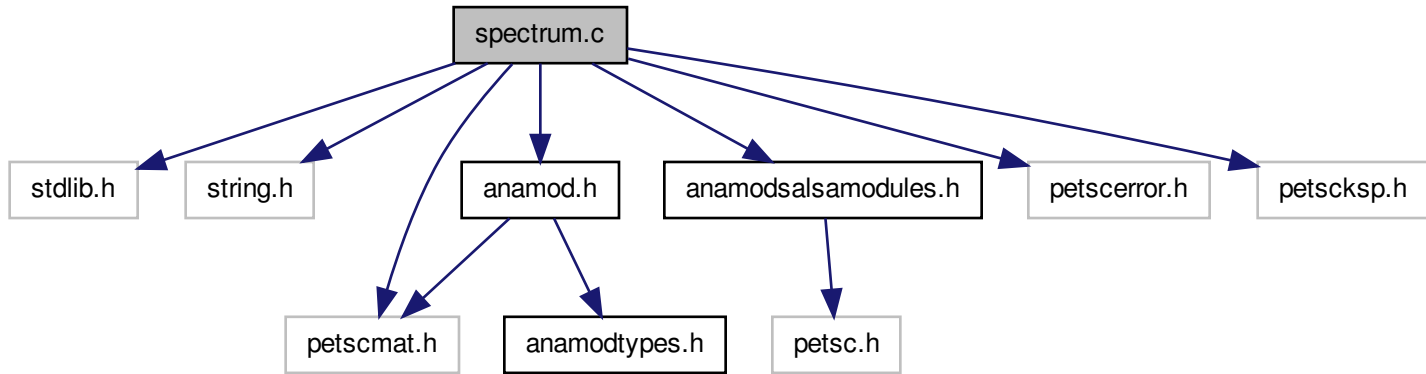 spectrum.c
stdlib.h
string.h
anamod.h
anamodsalsamodules.h
petscerror.h
petscksp.h
petscmat.h
anamodtypes.h
petsc.h